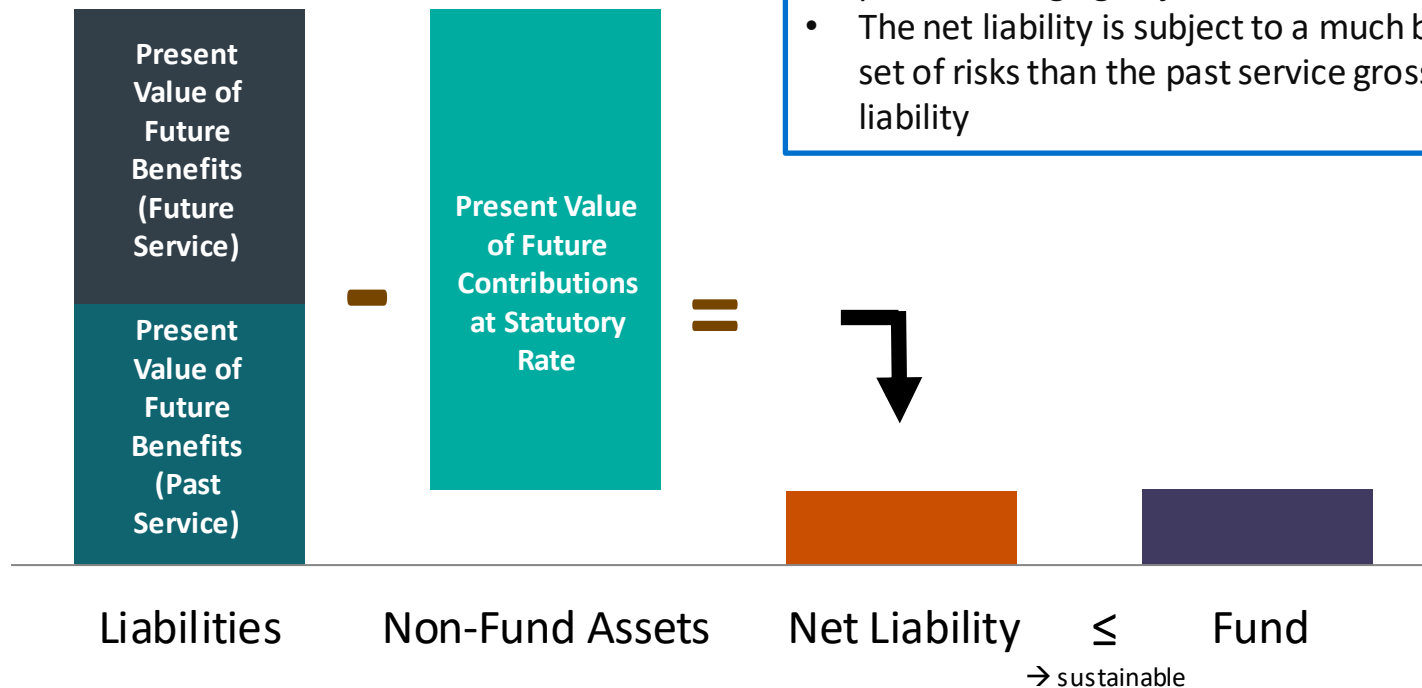 • The net liability is subject to a much
set of risks than the past service gross
liability
Present
Value of
Future
Benefits
(Future
Service)
Present
Value of
Future
Benefits
(Past
Service)
-
Present Value
of Future
Contributions
at Statutory
Rate
=
Liabilities
Non-Fund Assets
Net Liability
≤
Fund
→ sustainable